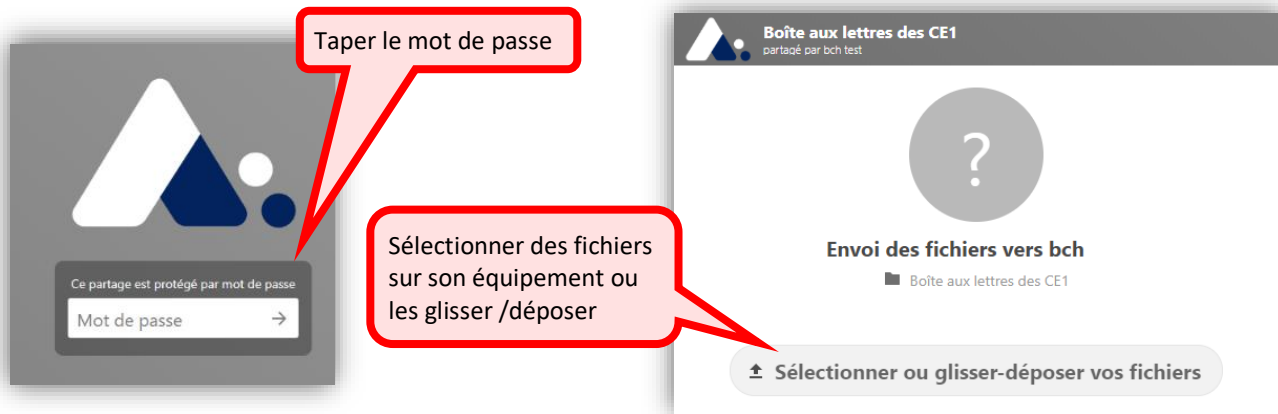 Taper le mot de passe
Ce partage est protégé par mot de passe
Mot de passe
Sélectionner des fichiers
sur son équipement ou
les glisser /déposer
Boîte aux lettres des CE1
partagé par bch test
?
Envoi des fichiers vers bch
Boîte aux lettres des CE1
Sélectionner ou glisser-déposer vos fichiers